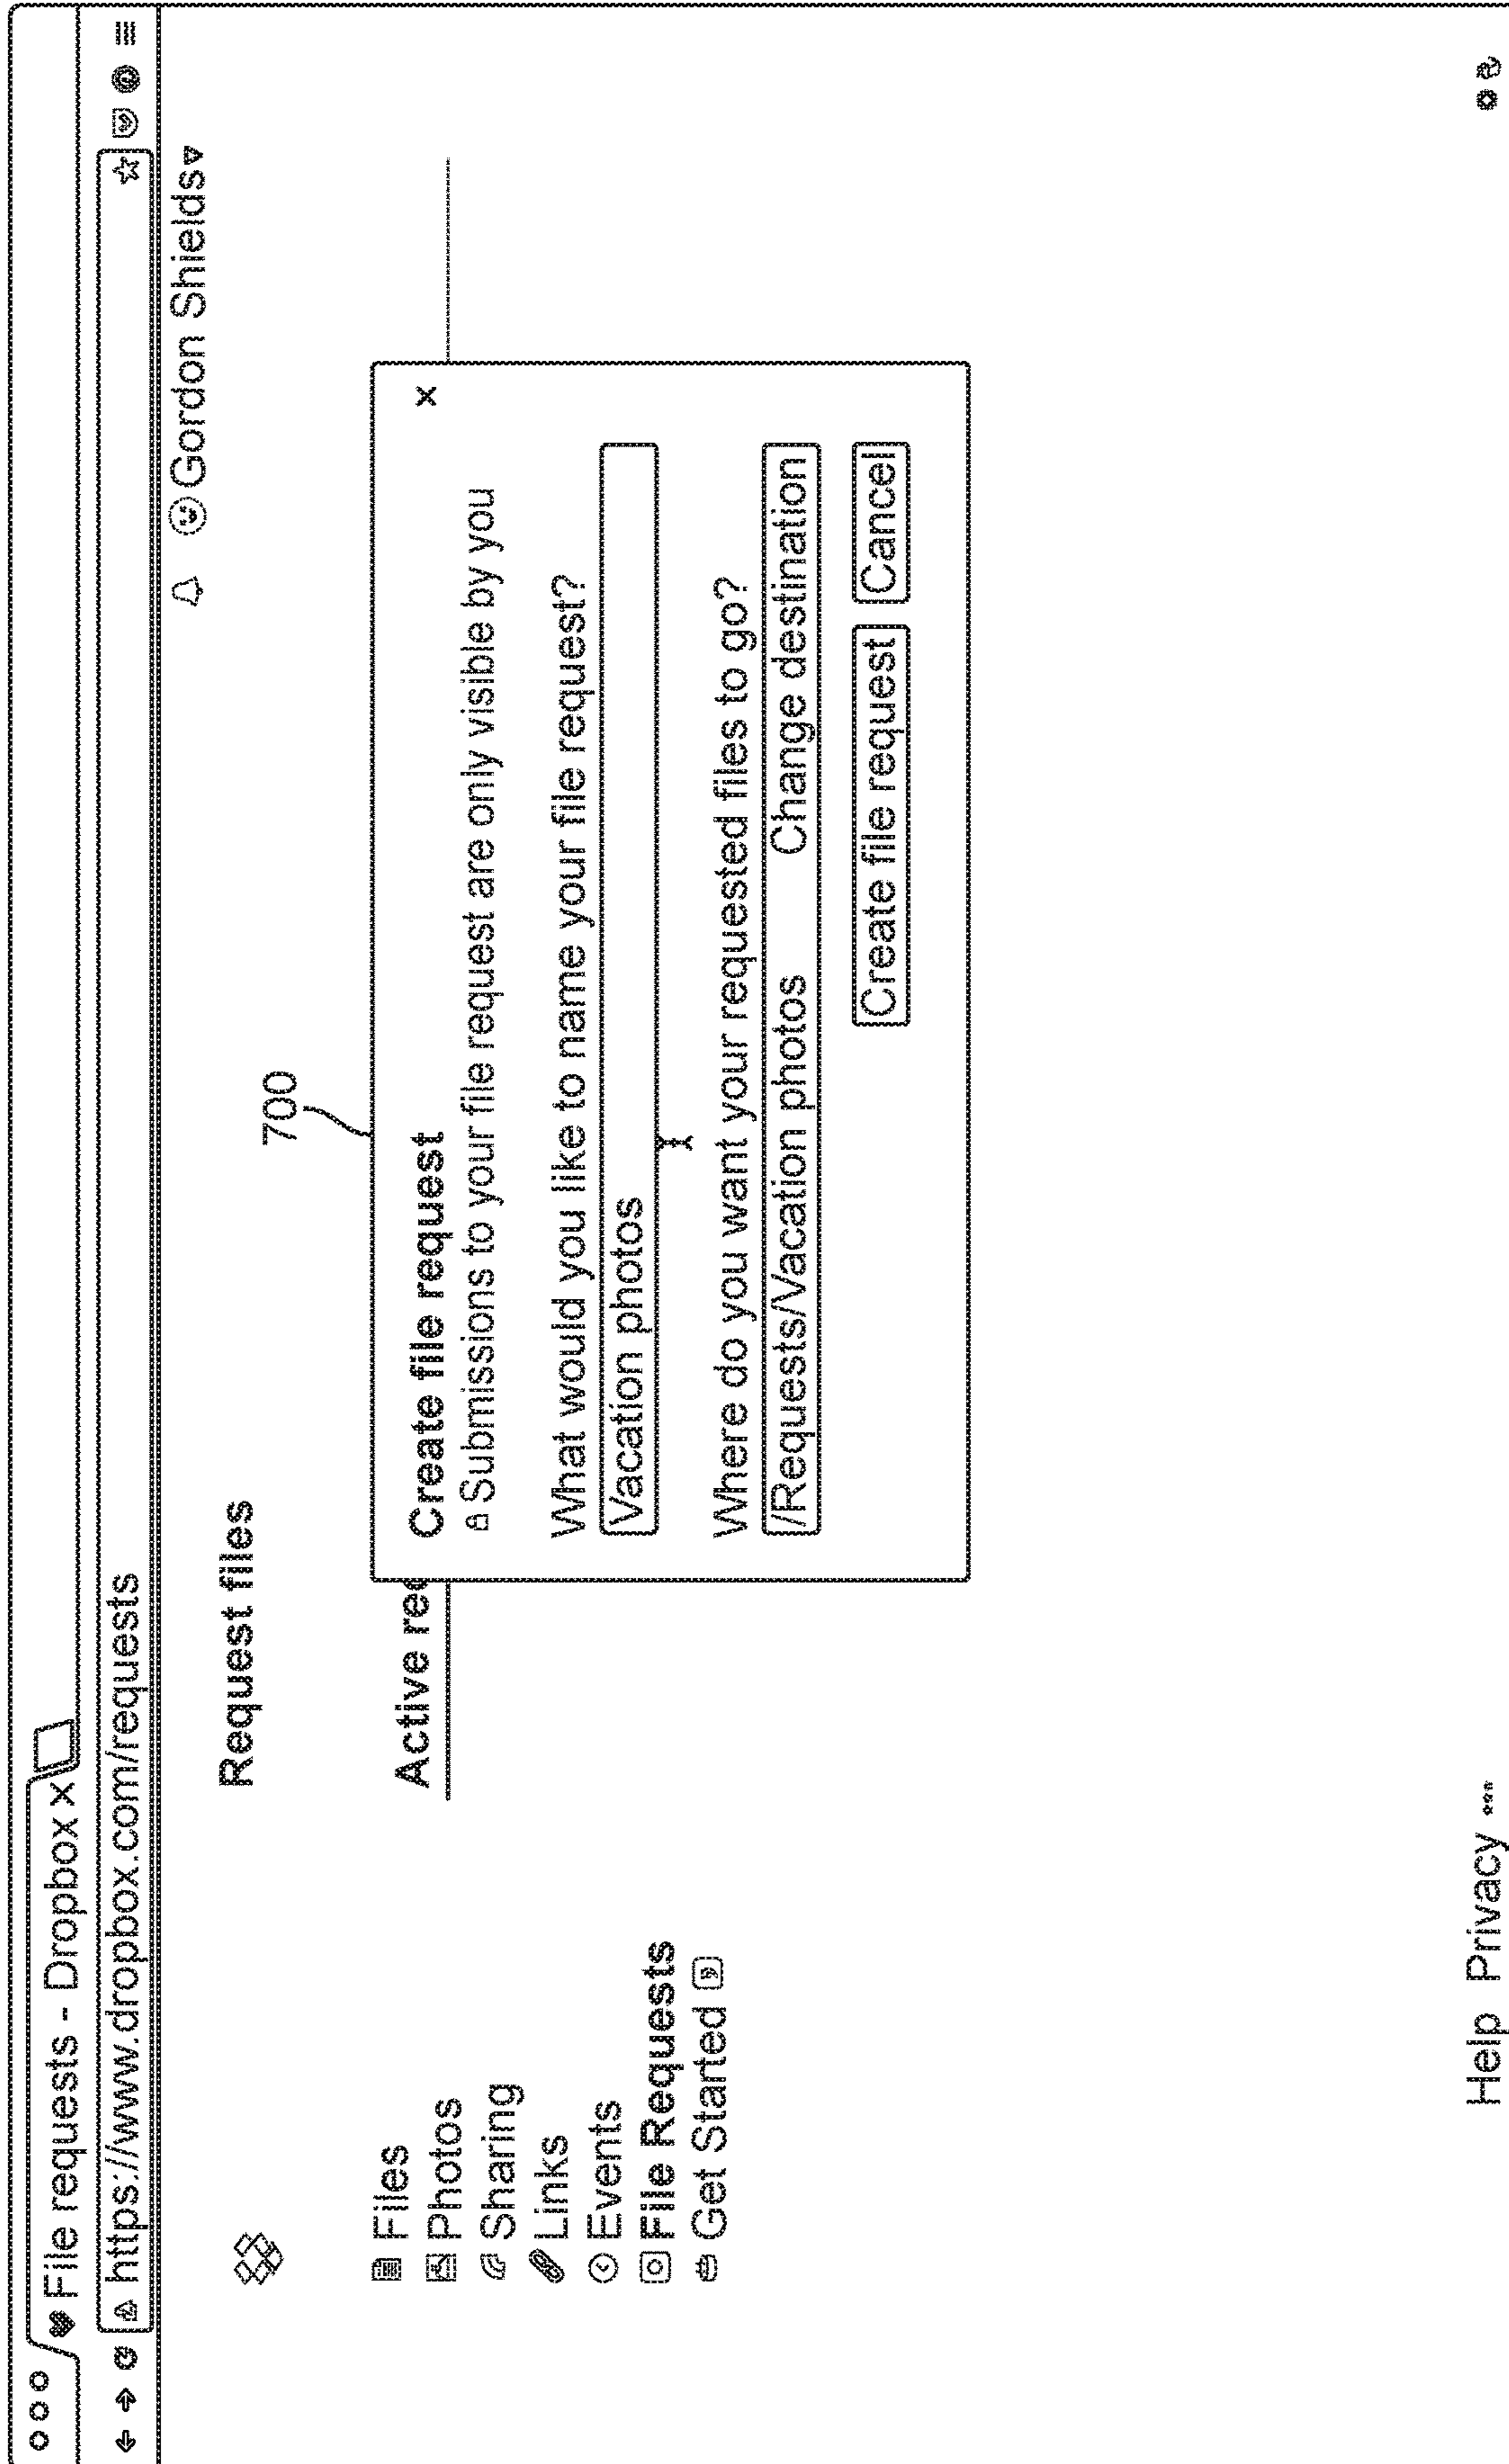 File requests - Dropbox x
https://www.dropbox.com/requests
Gordon Shields
Request files
700
Files
Photos
Sharing
Links
Events
File Requests
Get Started
Active req
Create file request
x
Submissions to your file request are only visible by you
What would you like to name your file request?
Vacation photos
Where do you want your requested files to go?
/Requests/Vacation photos Change destination
Create file request Cancel
Help Privacy ...